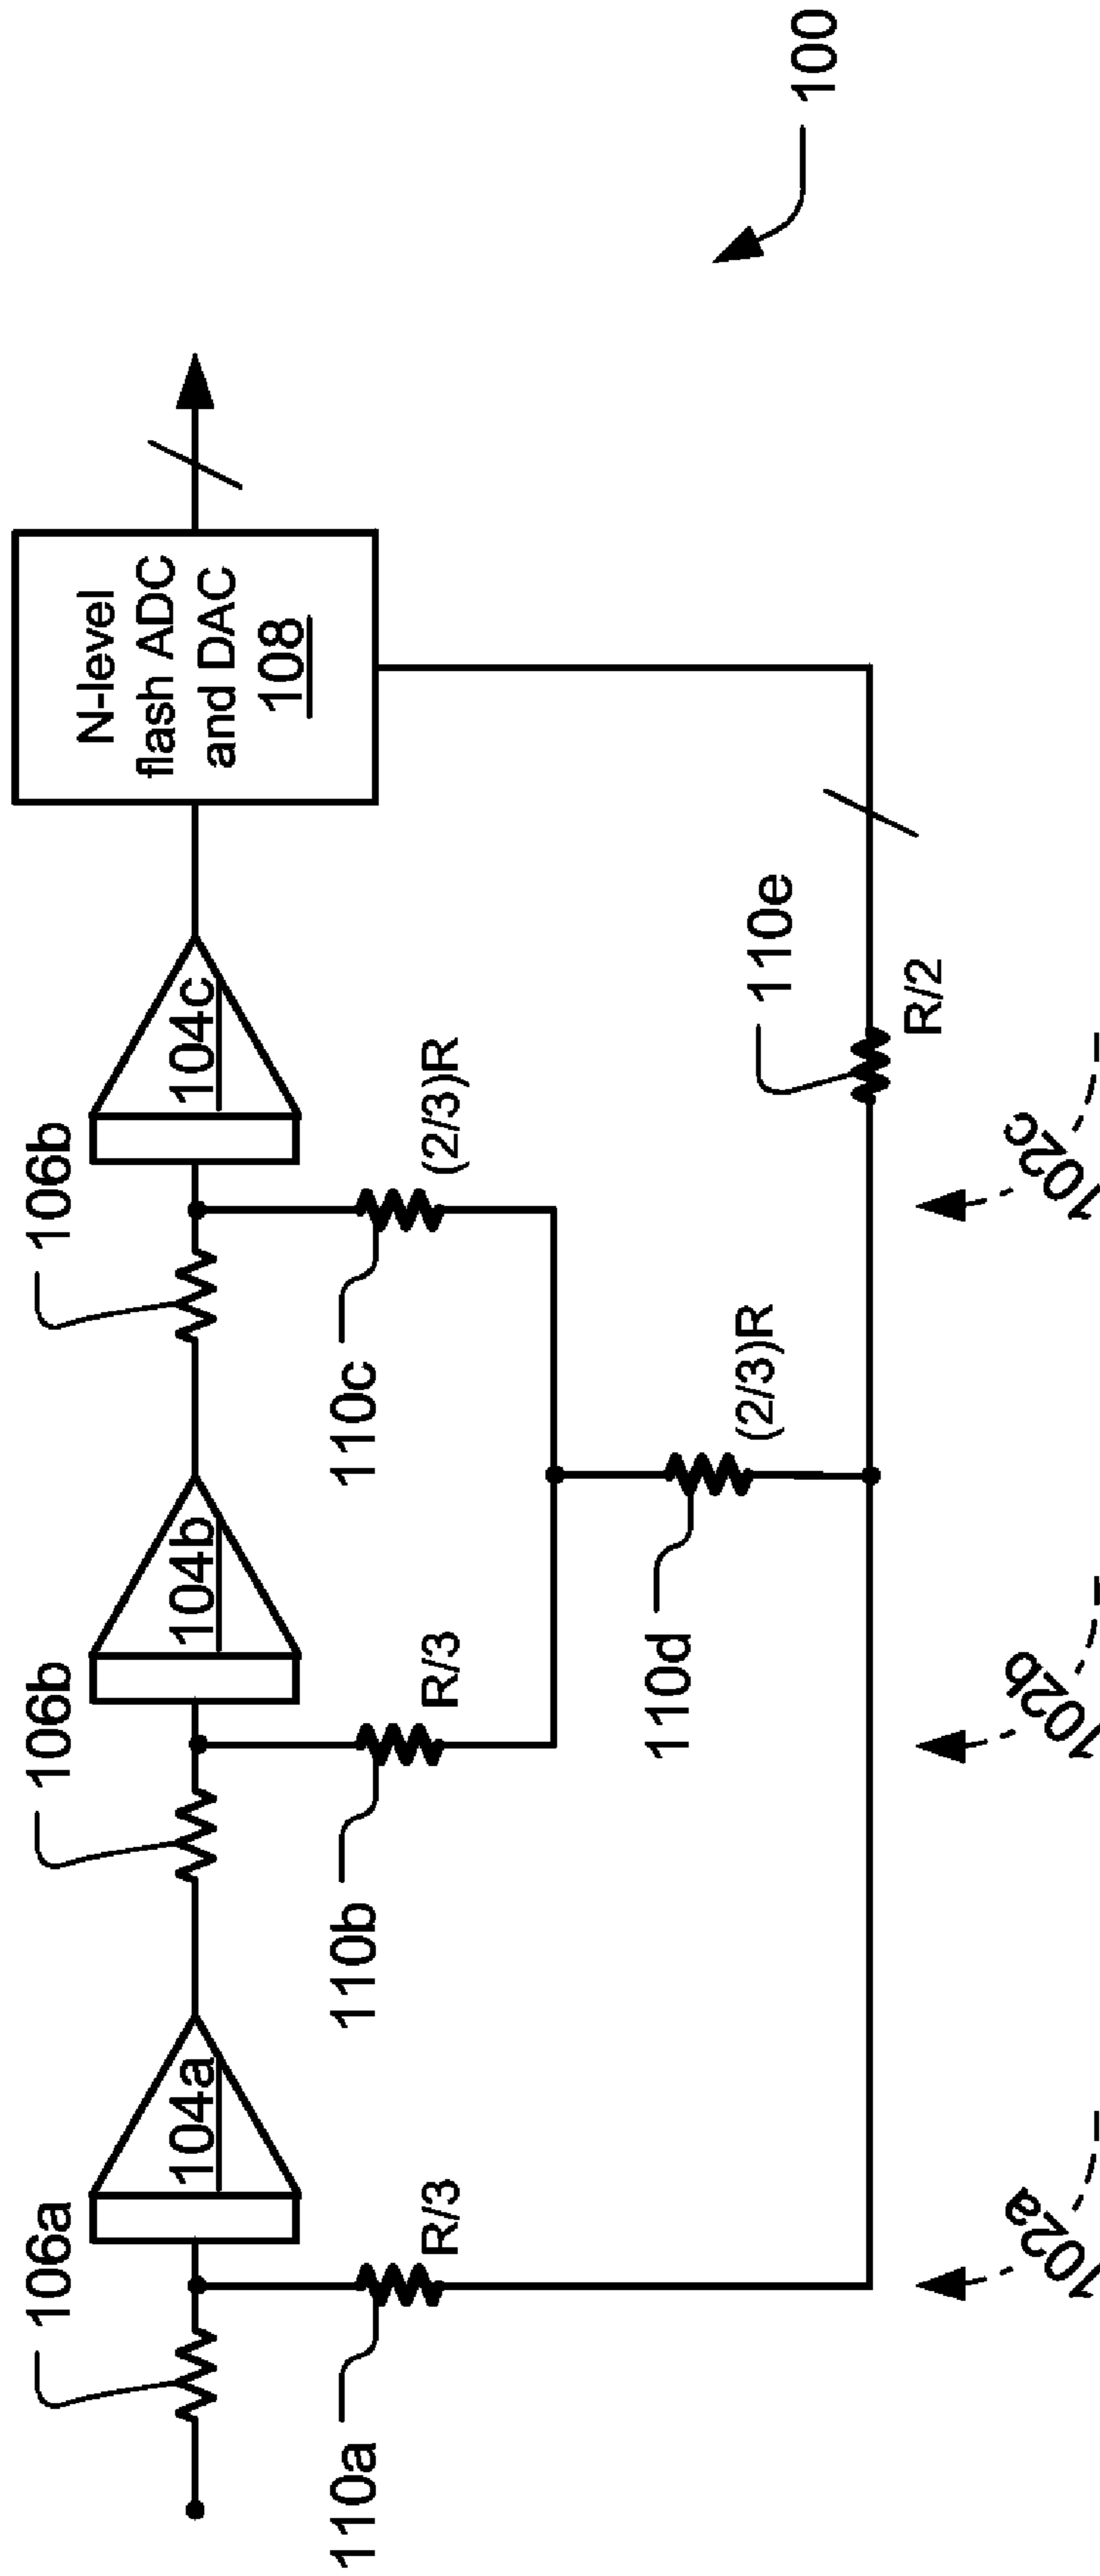 106a
106b
106b
104a
104b
104c
N-level
flash ADC
and DAC
108
110a
R/3
110b
R/3
110c
(2/3)R
110d
(2/3)R
110e
R/2
100
102a
102b
102c